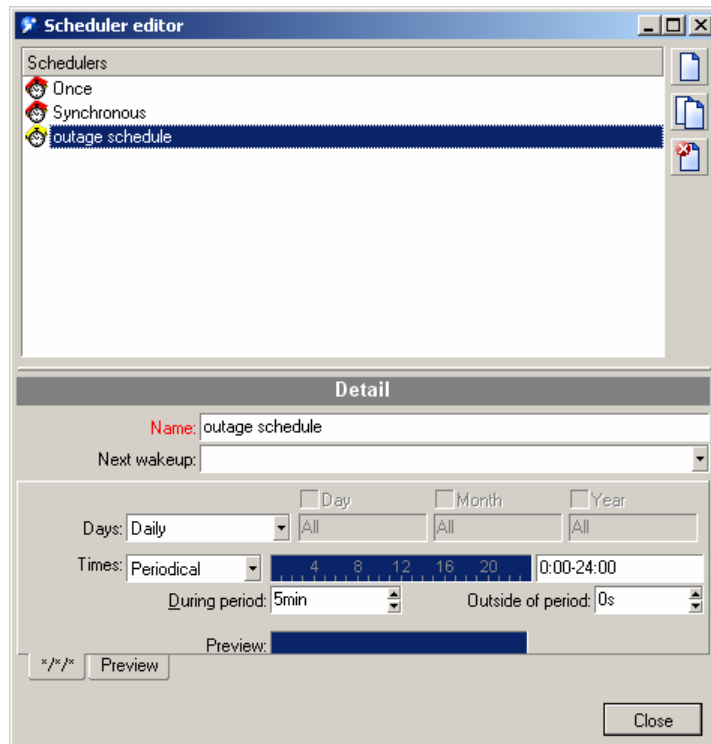 Scheduler editor
Schedulers
Once
Synchronous
outage schedule
Detail
Name: outage schedule
Next wakeup:
Day Month Year
Days: Daily All All All
Times: Periodical 4 8 12 16 20 0:00-24:00
During period: 5min Outside of period: 0s
Preview:
*/*/* Preview
Close